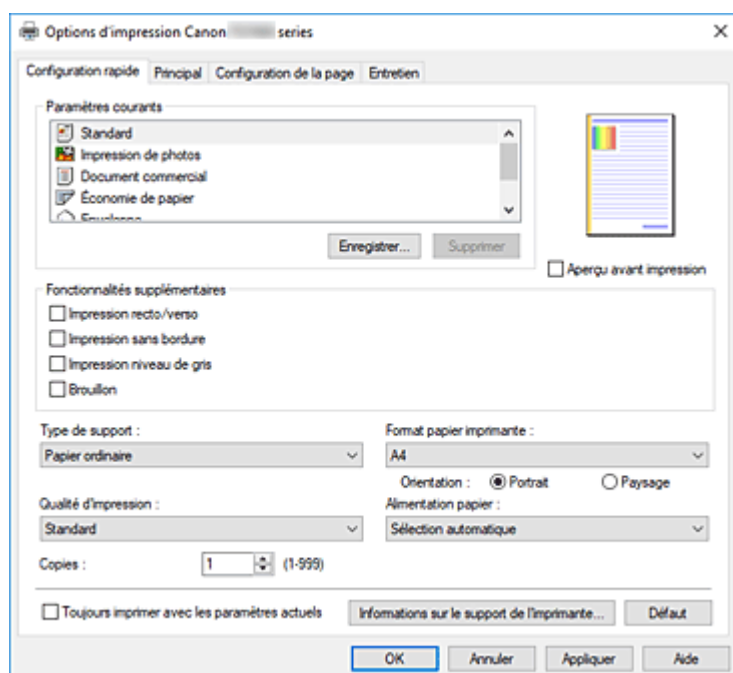 Options d'impression Canon series
Configuration rapide Principal Configuration de la page Entretien
Paramètres courants
Standard
Impression de photos
Document commercial
Économie de papier
Enregistrer... Supprimer
Aperçu avant impression
Fonctionnalités supplémentaires
Impression recto/verso
Impression sans bordure
Impression niveau de gris
Brouillon
Type de support : Format papier imprimante :
Papier ordinaire A4
Orientation : Portrait Paysage
Qualité d'impression : Alimentation papier :
Standard Sélection automatique
Copies : 1 (1-999)
Toujours imprimer avec les paramètres actuels Informations sur le support de l'imprimante... Défaut
OK Annuler Appliquer Aide